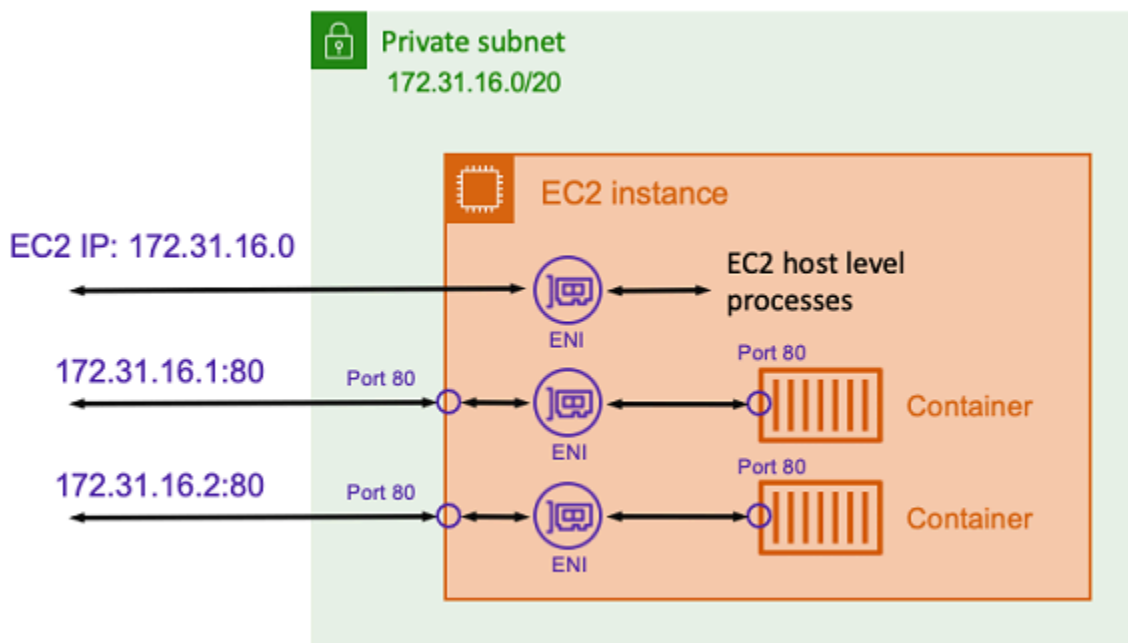 Private subnet
172.31.16.0/20
EC2 instance
EC2 IP: 172.31.16.0
EC2 host level
processes
ENI
172.31.16.1:80
Port 80
ENI
Port 80
Container
172.31.16.2:80
Port 80
ENI
Port 80
Container